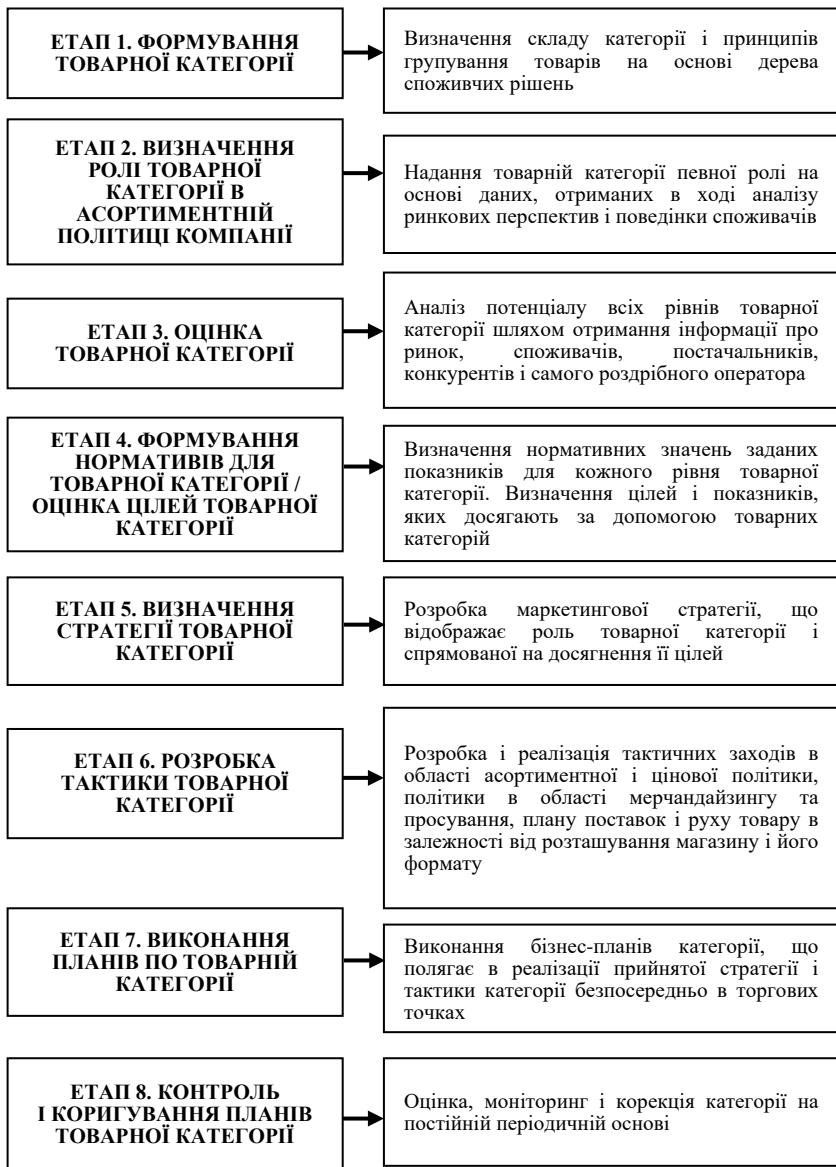 ЕТАП 1. ФОРМУВАННЯ
ТОВАРНОЇ КАТЕГОРІЇ
Визначення складу категорії і принципів
групування товарів на основі дерева
споживчих рішень
ЕТАП 2. ВИЗНАЧЕННЯ
РОЛІ ТОВАРНОЇ
КАТЕГОРІЇ В
АСОРТИМЕНТНІЙ
ПОЛІТИЦІ КОМПАНІЇ
Надання товарній категорії певної ролі на
основі даних, отриманих в ході аналізу
ринкових перспектив і поведінки споживачів
ЕТАП 3. ОЦІНКА
ТОВАРНОЇ КАТЕГОРІЇ
Аналіз потенціалу всіх рівнів товарної
категорії шляхом отримання інформації про
ринок, споживачів, постачальників,
конкурентів і самого роздрібного оператора
ЕТАП 4. ФОРМУВАННЯ
НОРМАТИВІВ ДЛЯ
ТОВАРНОЇ КАТЕГОРІЇ /
ОЦІНКА ЦІЛЕЙ ТОВАРНОЇ
КАТЕГОРІЇ
Визначення нормативних значень заданих
показників для кожного рівня товарної
категорії. Визначення цілей і показників,
яких досягають за допомогою товарних
категорій
ЕТАП 5. ВИЗНАЧЕННЯ
СТРАТЕГІЇ ТОВАРНОЇ
КАТЕГОРІЇ
Розробка маркетингової стратегії, що
відображає роль товарної категорії і
спрямованої на досягнення її цілей
ЕТАП 6. РОЗРОБКА
ТАКТИКИ ТОВАРНОЇ
КАТЕГОРІЇ
Розробка і реалізація тактичних заходів в
області асортиментної і цінової політики,
політики в області мерчандайзингу та
просування, плану поставок і руху товару в
залежності від розташування магазину і його
формату
ЕТАП 7. ВИКОНАННЯ
ПЛАНІВ ПО ТОВАРНІЙ
КАТЕГОРІЇ
Виконання бізнес-планів категорії, що
полягає в реалізації прийнятої стратегії і
тактики категорії безпосередньо в торгових
точках
ЕТАП 8. КОНТРОЛЬ
І КОРИГУВАННЯ ПЛАНІВ
ТОВАРНОЇ КАТЕГОРІЇ
Оцінка, моніторинг і корекція категорії на
постійній періодичній основі